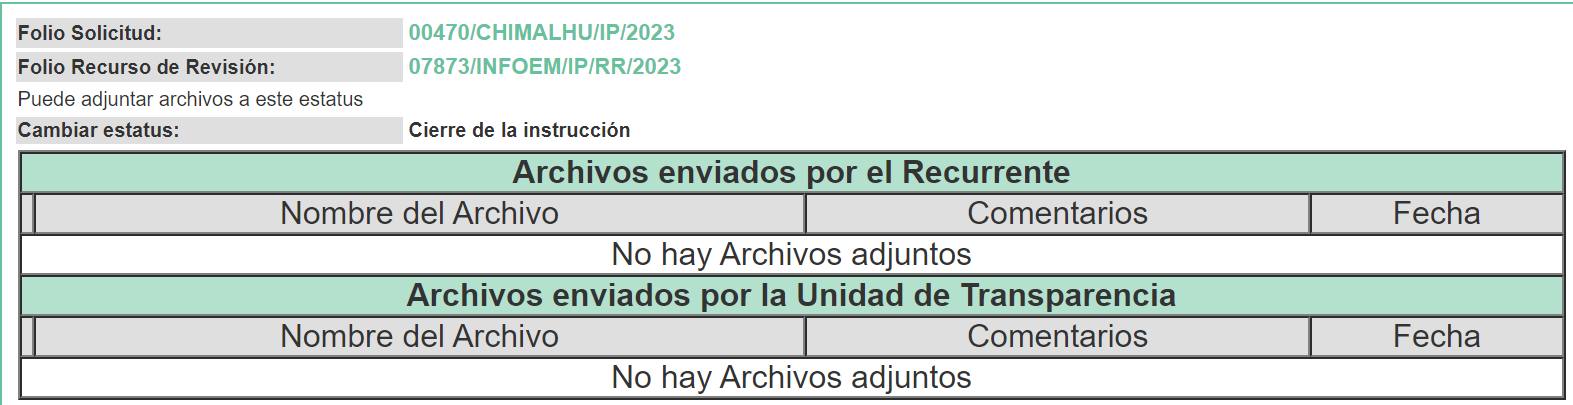 Folio Solicitud: 00470/CHIMALHU/IP/2023
Folio Recurso de Revisión: 07873/INFOEM/IP/RR/2023
Puede adjuntar archivos a este estatus
Cambiar estatus: Cierre de la instrucción
Archivos enviados por el Recurrente
Nombre del Archivo Comentarios Fecha
No hay Archivos adjuntos
Archivos enviados por la Unidad de Transparencia
Nombre del Archivo Comentarios Fecha
No hay Archivos adjuntos